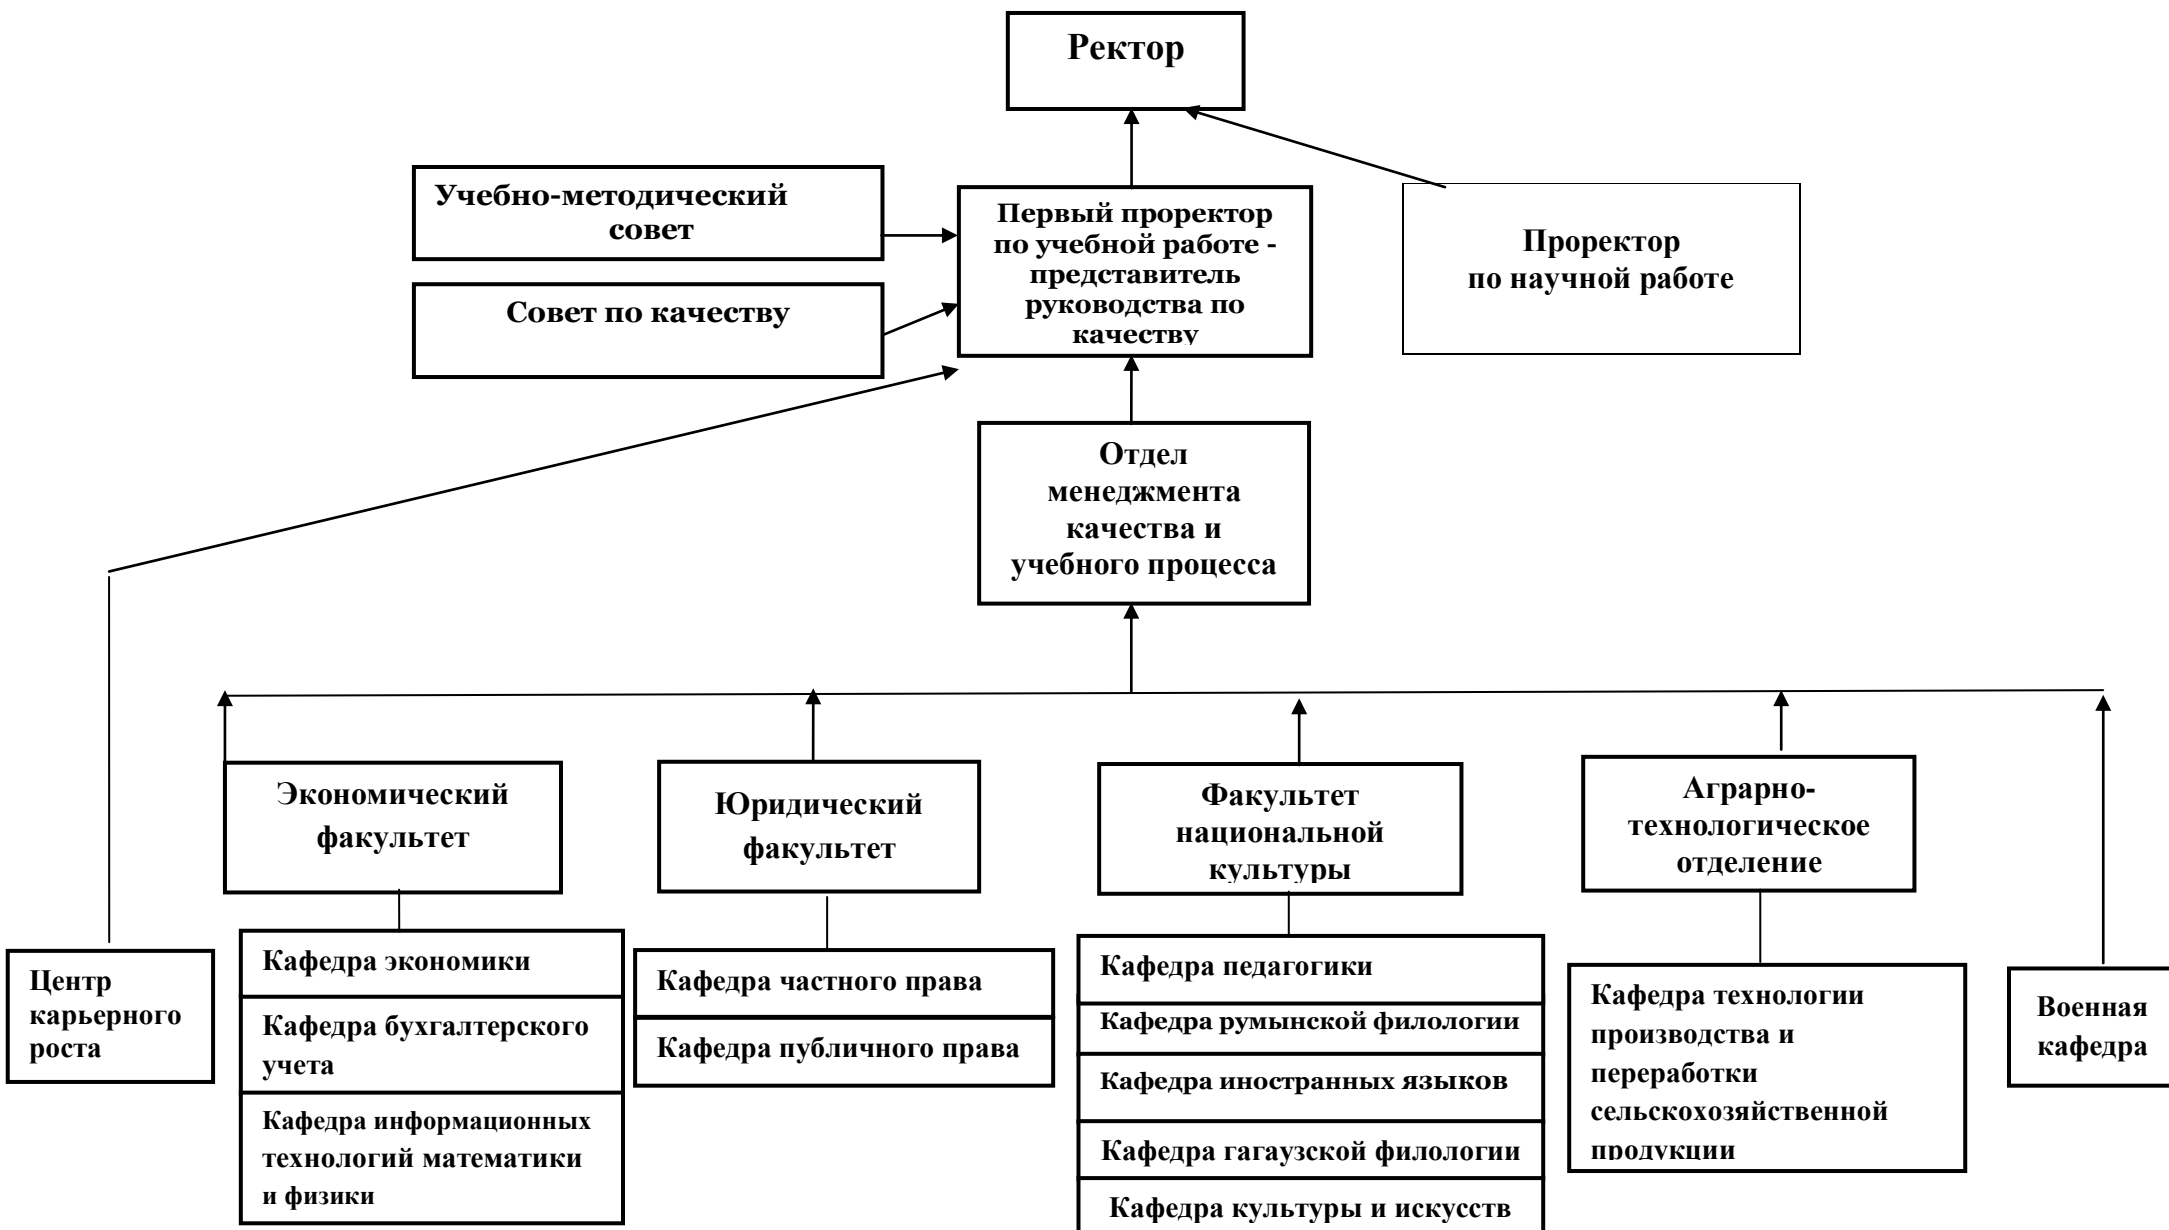 Ректор
Учебно-методический
совет
Совет по качеству
Первый проректор
по учебной работе -
представитель
руководства по
качеству
Проректор
по научной работе
Отдел
менеджмента
качества и
учебного процесса
Экономический
факультет
Юридический
факультет
Факультет
национальной
культуры
Аграрно-
технологическое
отделение
Центр
карьерного
роста
Кафедра экономики
Кафедра бухгалтерского
учета
Кафедра информационных
технологий математики
и физики
Кафедра частного права
Кафедра публичного права
Кафедра педагогики
Кафедра румынской филологии
Кафедра иностранных языков
Кафедра гагаузской филологии
Кафедра культуры и искусств
Кафедра технологии
производства и
переработки
сельскохозяйственной
продукции
Военная
кафедра